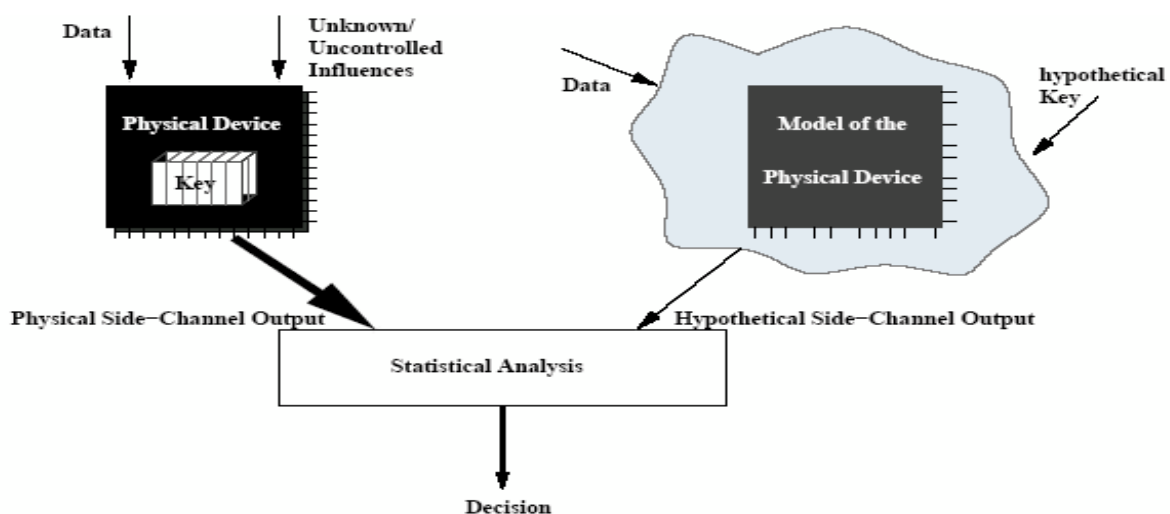 Data
Unknown/
Uncontrolled
Influences
Physical Device
Key
Data
hypothetical
Key
Model of the
Physical Device
Physical Side−Channel Output
Hypothetical Side−Channel Output
Statistical Analysis
Decision